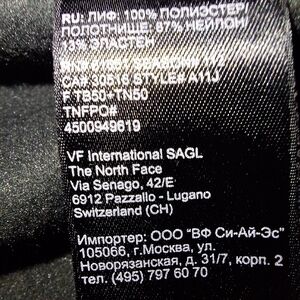 RU: ЛИФ: 100% ПОЛИЭСТЕР/
ПОЛОТНИЩЕ: 87% НЕЙЛОН/
13% ЭЛАСТЕН
CA# 30516 STYLE# A11J
F TB50+TN50
TNFPO#
4500949619
VF International SAGL
The North Face
Via Senago, 42/E
6912 Pazzallo - Lugano
Switzerland (CH)
Импортер: ООО "ВФ Си-Ай-Эс"
105066, г.Москва, ул.
Новорязанская, д. 31/7, корп. 2
тел. (495) 797 60 70